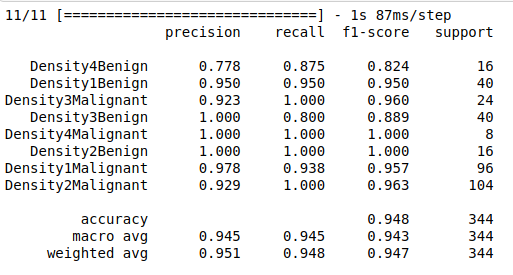 11/11 [==============================] - 1s 87ms/step
precision recall f1-score support
Density4Benign 0.778 0.875 0.824 16
Density1Benign 0.950 0.950 0.950 40
Density3Malignant 0.923 1.000 0.960 24
Density3Benign 1.000 0.800 0.889 40
Density4Malignant 1.000 1.000 1.000 8
Density2Benign 1.000 1.000 1.000 16
Density1Malignant 0.978 0.938 0.957 96
Density2Malignant 0.929 1.000 0.963 104
accuracy 0.948 344
macro avg 0.945 0.945 0.943 344
weighted avg 0.951 0.948 0.947 344